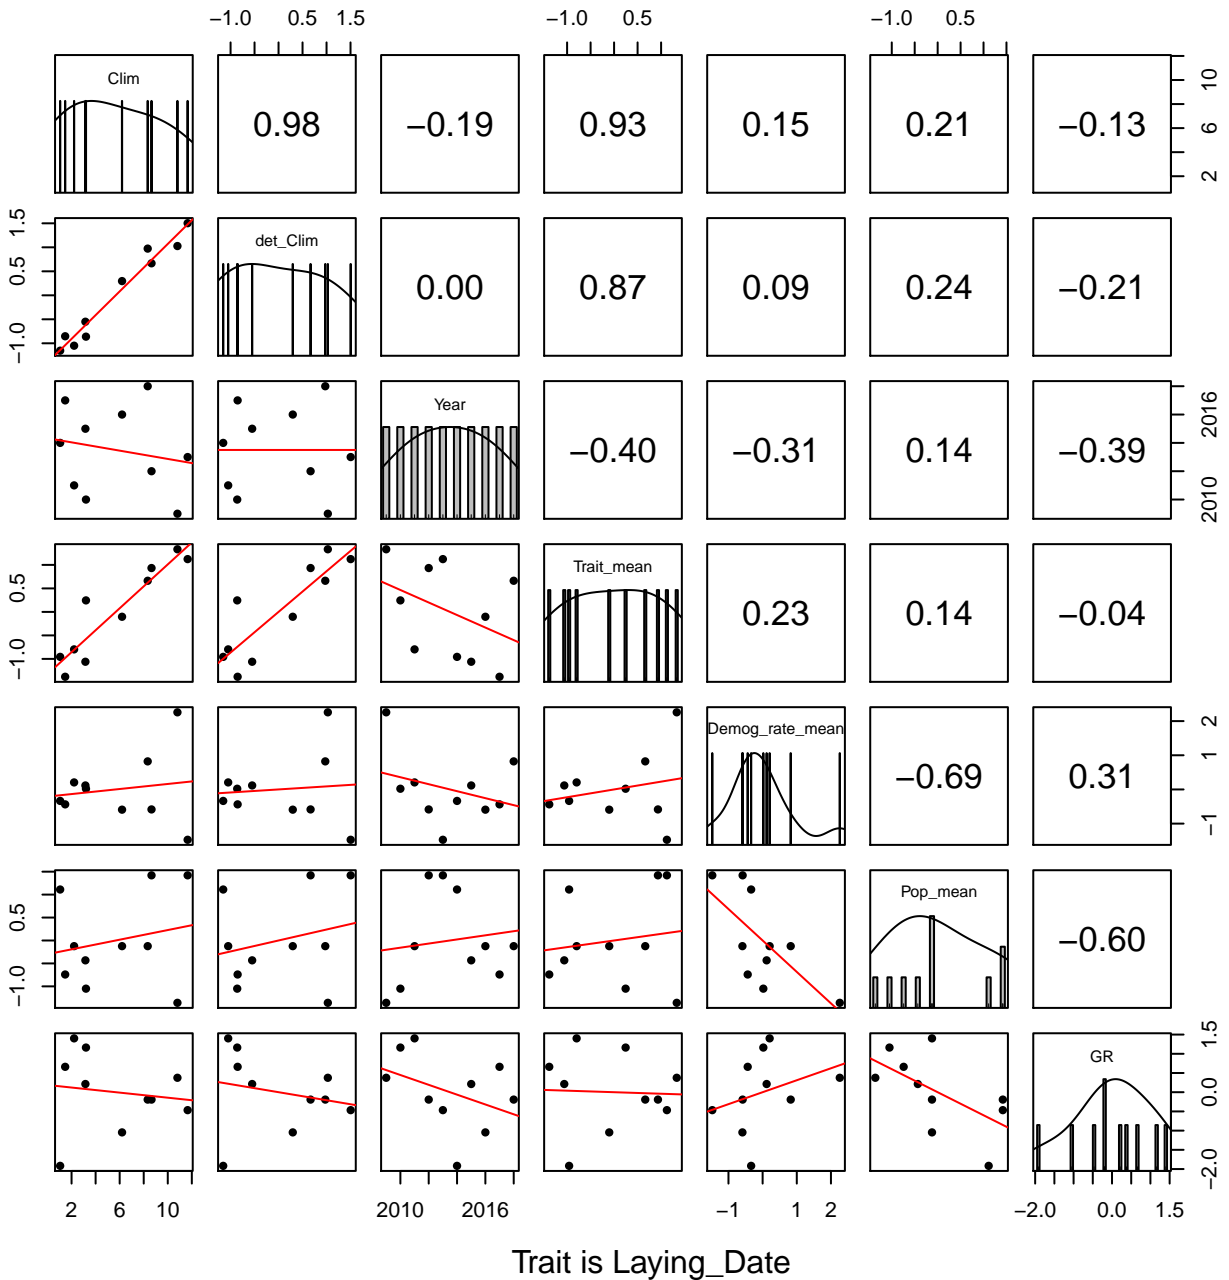 −1.0 0.5 1.5 −1.0 0.5 −1.0 0.5
Clim 0.98 −0.19 0.93 0.15 0.21 −0.13 2 6 10
−1.0 0.5 1.5 det_Clim 0.00 0.87 0.09 0.24 −0.21
Year −0.40 −0.31 0.14 −0.39 2010 2016
−1.0 0.5 Trait_mean 0.23 0.14 −0.04
Demog_rate_mean −0.69 0.31 −1 1 2
−1.0 0.5 Pop_mean −0.60
GR −2.0 0.0 1.5
2 6 10 2010 2016 −1 1 2 −2.0 0.0 1.5
Trait is Laying_Date